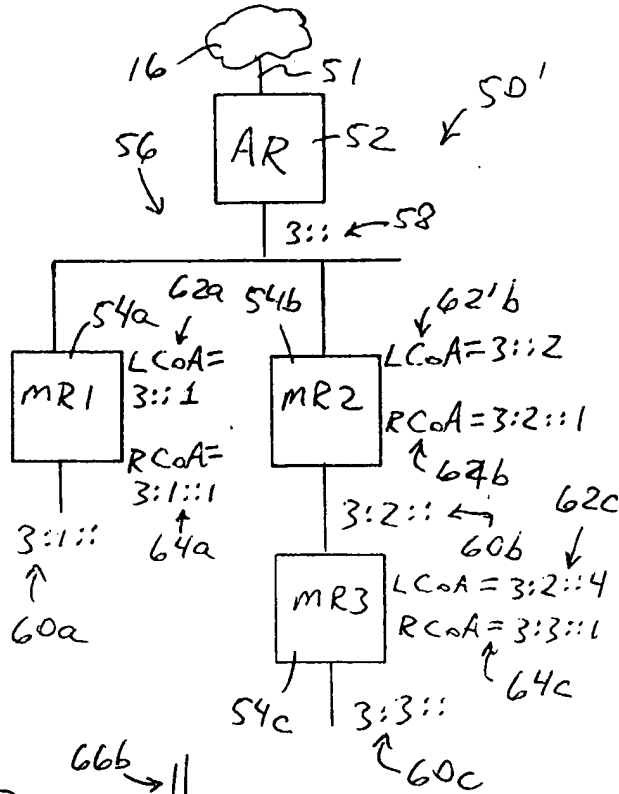 16
51
50'
AR
52
56
3::
58
62a
54b
62'b
54a
LCoA=
3::1
LCoA=3::2
MR1
MR2
RCoA=3:2::1
RCoA=
3:1::1
3:1::
64a
3:2::
60b
62c
60a
MR3
LCoA = 3:2::4
RCoA = 3:3::1
64c
54c
3:3::
60c
66b